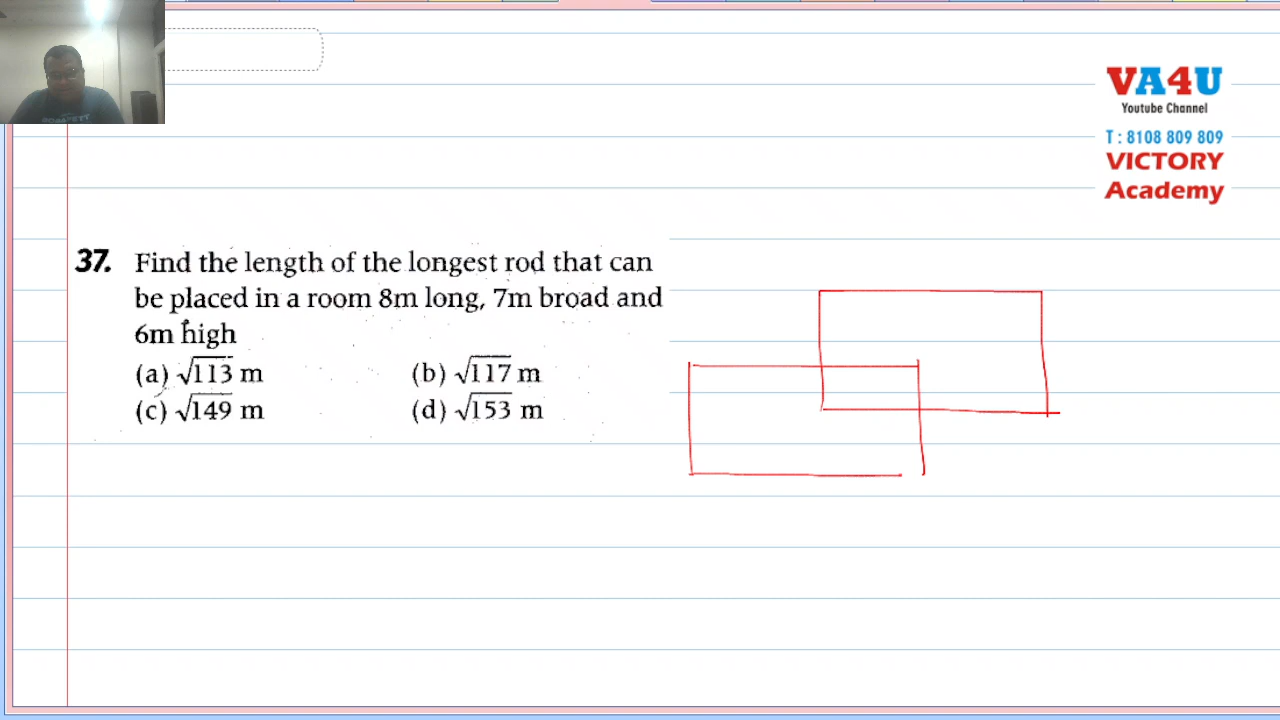 VA4U
Youtube Channel
T : 8108 809 809
VICTORY
Academy
37. Find the length of the longest rod that can
be placed in a room 8m long, 7m broad and
6m high
(a) √113 m (b) √117 m
(c) √149 m (d) √153 m